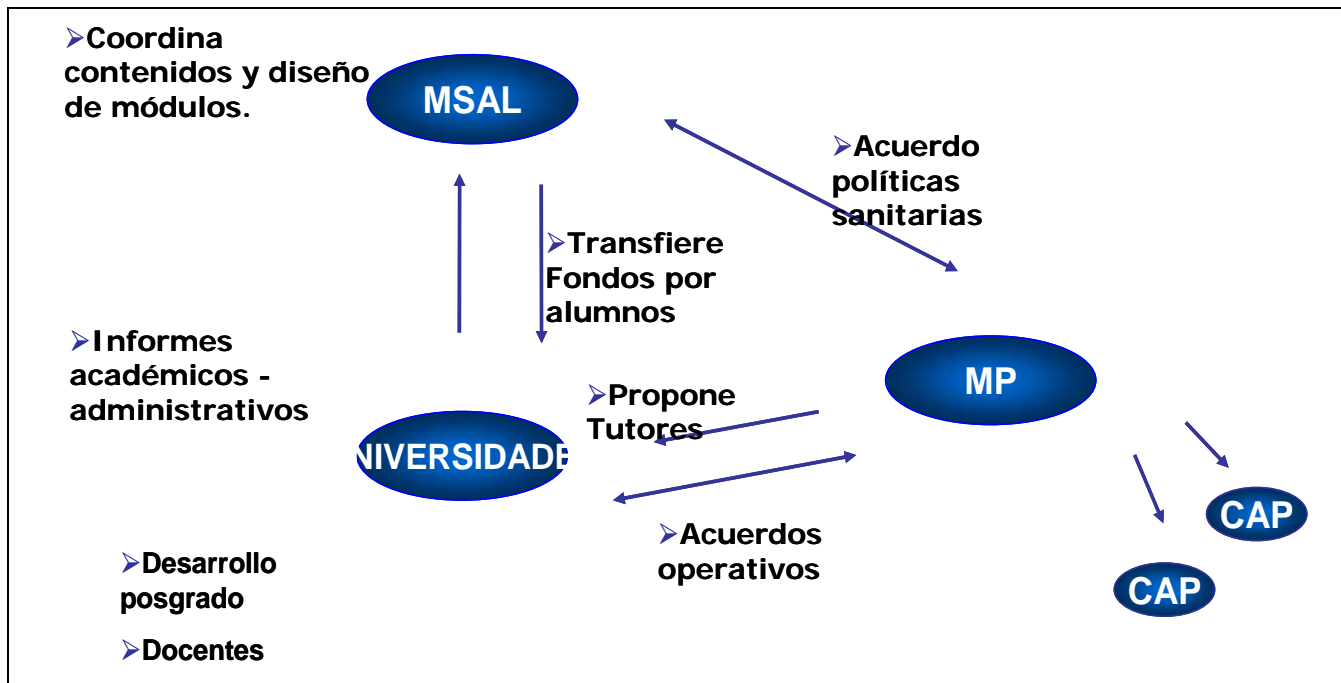 ➤Coordina
contenidos y diseño
de módulos.
MSAL
➤Acuerdo
políticas
sanitarias
➤Transfiere
Fondos por
alumnos
➤Informes
académicos -
administrativos
MP
➤Propone
Tutores
NIVERSIDADE
CAP
➤Acuerdos
operativos
CAP
➤Desarrollo
posgrado
➤Docentes